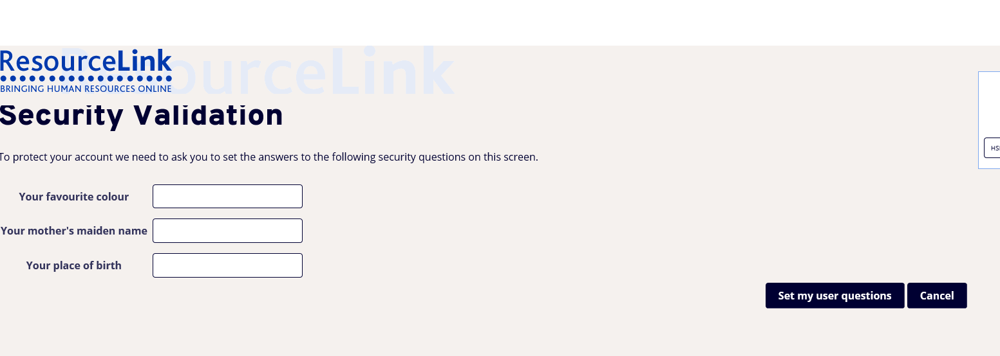 ResourceLink
BRINGING HUMAN RESOURCES ONLINE
Security Validation
To protect your account we need to ask you to set the answers to the following security questions on this screen.
Your favourite colour
Your mother's maiden name
Your place of birth
Set my user questions
Cancel